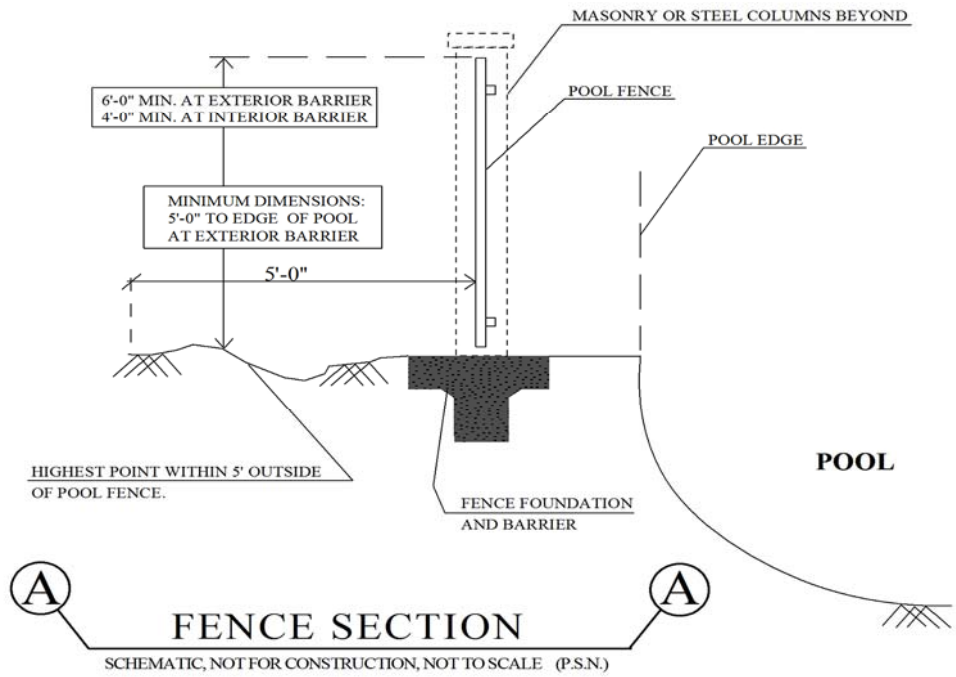 MASONRY OR STEEL COLUMNS BEYOND
6'-0" MIN. AT EXTERIOR BARRIER
4'-0" MIN. AT INTERIOR BARRIER
POOL FENCE
POOL EDGE
MINIMUM DIMENSIONS:
5'-0" TO EDGE OF POOL
AT EXTERIOR BARRIER
5'-0"
HIGHEST POINT WITHIN 5' OUTSIDE
OF POOL FENCE.
POOL
FENCE FOUNDATION
AND BARRIER
A
A
FENCE SECTION
SCHEMATIC, NOT FOR CONSTRUCTION, NOT TO SCALE (P.S.N.)